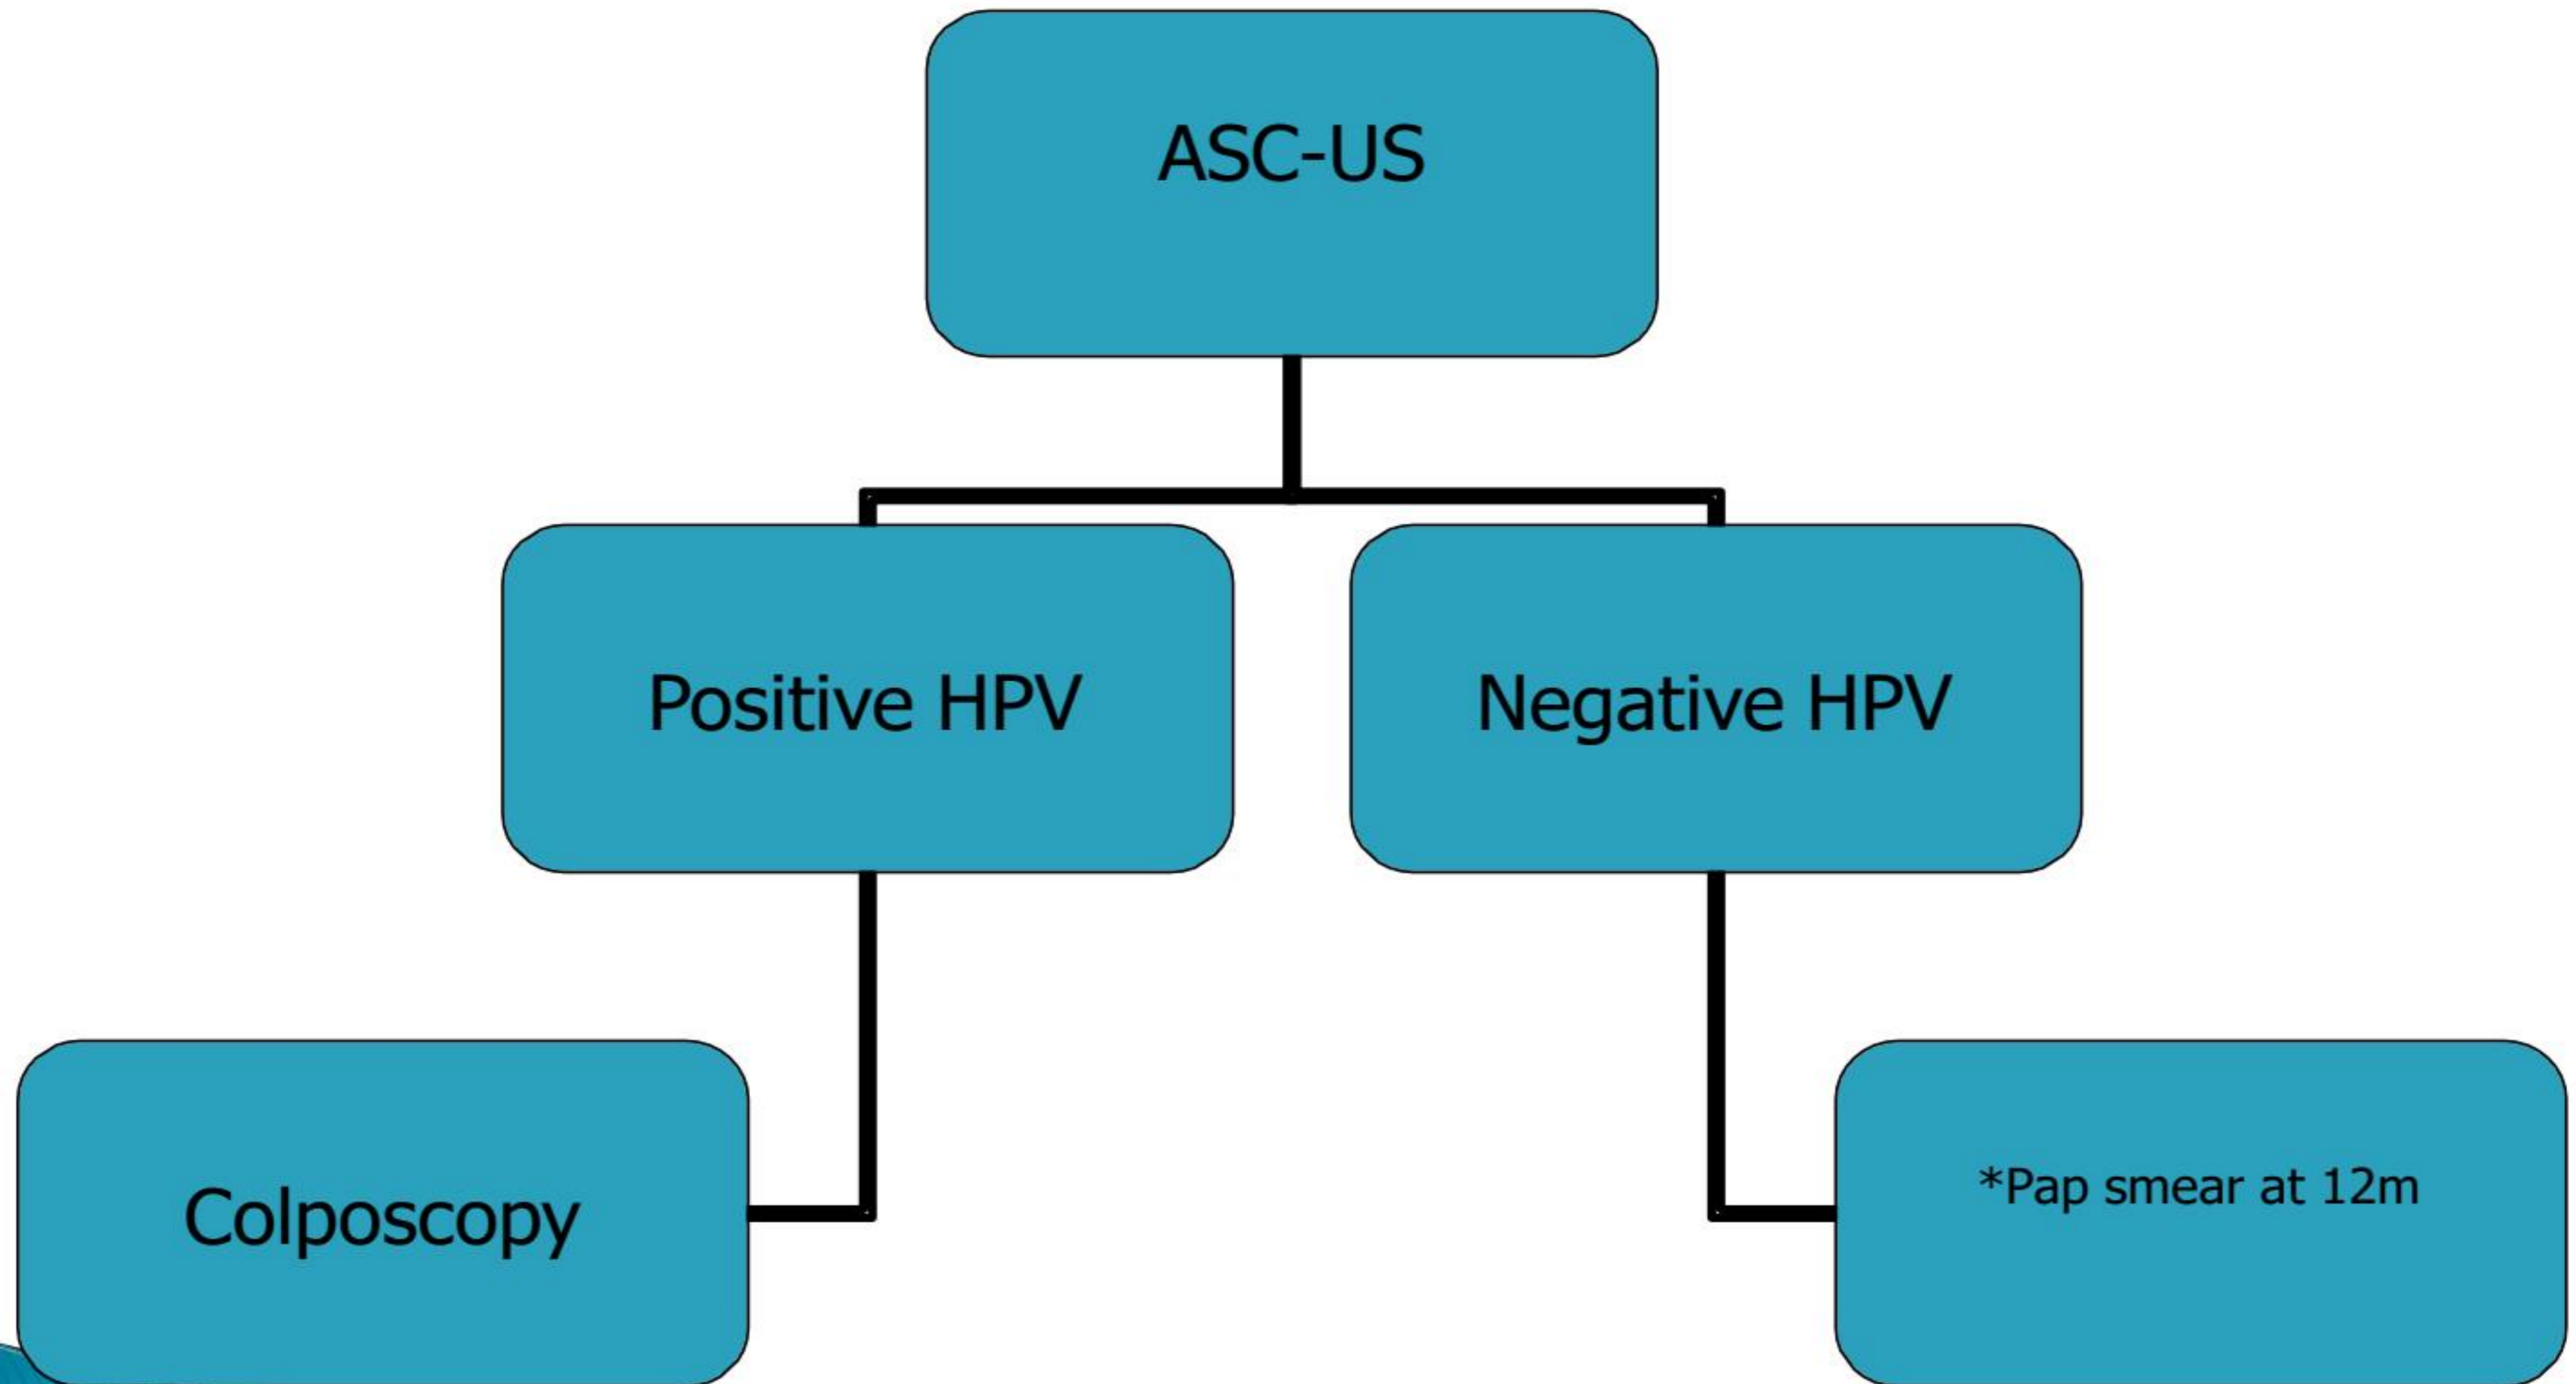 ASC-US
Positive HPV
Negative HPV
Colposcopy
*Pap smear at 12m